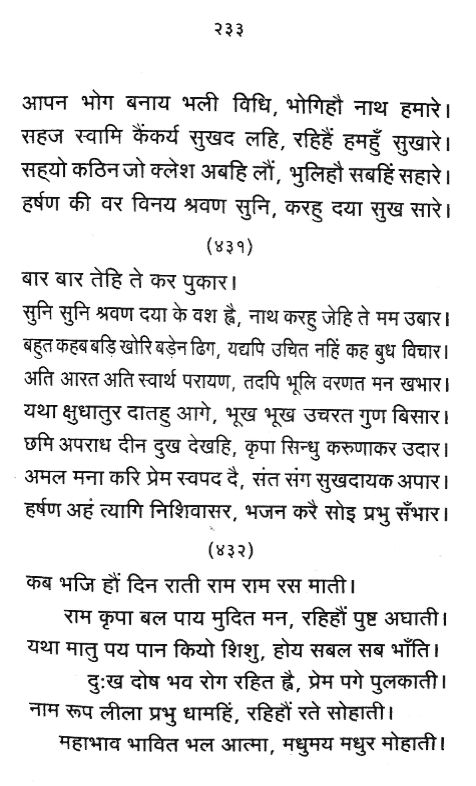 २३३
आपन भोग बनाय भली विधि, भोगिहौ नाथ हमारे।
सहज स्वामि कैंकर्य सुखद लहि, रहिहैं हमहुँ सुखारे।
सह्यो कठिन जो क्लेश अबहि लौं, भुलिहौ सबहिं सहारे।
हर्षण की वर विनय श्रवण सुनि, करहु दया सुख सारे।
(४३१)
बार बार तेहि ते कर पुकार।
सुनि सुनि श्रवण दया के वश ह्वै, नाथ करहु जेहि ते मम उबार।
बहुत कहब बड़ि खोरि बड़ेन ढिग, यद्यपि उचित नहिं कह बुध विचार।
अति आरत अति स्वार्थ परायण, तदपि भूलि वरणत मन खभार।
यथा क्षुधातुर दातहु आगे, भूख भूख उचरत गुण बिसार।
छमि अपराध दीन दुख देखहि, कृपा सिन्धु करुणाकर उदार।
अमल मना करि प्रेम स्वपद दै, संत संग सुखदायक अपार।
हर्षण अहं त्यागि निशिवासर, भजन करै सोइ प्रभु सँभार।
(४३२)
कब भजि हौं दिन राती राम राम रस माती।
राम कृपा बल पाय मुदित मन, रहिहौं पुष्ट अघाती।
यथा मातु पय पान कियो शिशु, होय सबल सब भाँति।
दुःख दोष भव रोग रहित ह्वै, प्रेम पगे पुलकाती।
नाम रूप लीला प्रभु धामहिं, रहिहौं रते सोहाती।
महाभाव भावित भल आत्मा, मधुमय मधुर मोहाती।